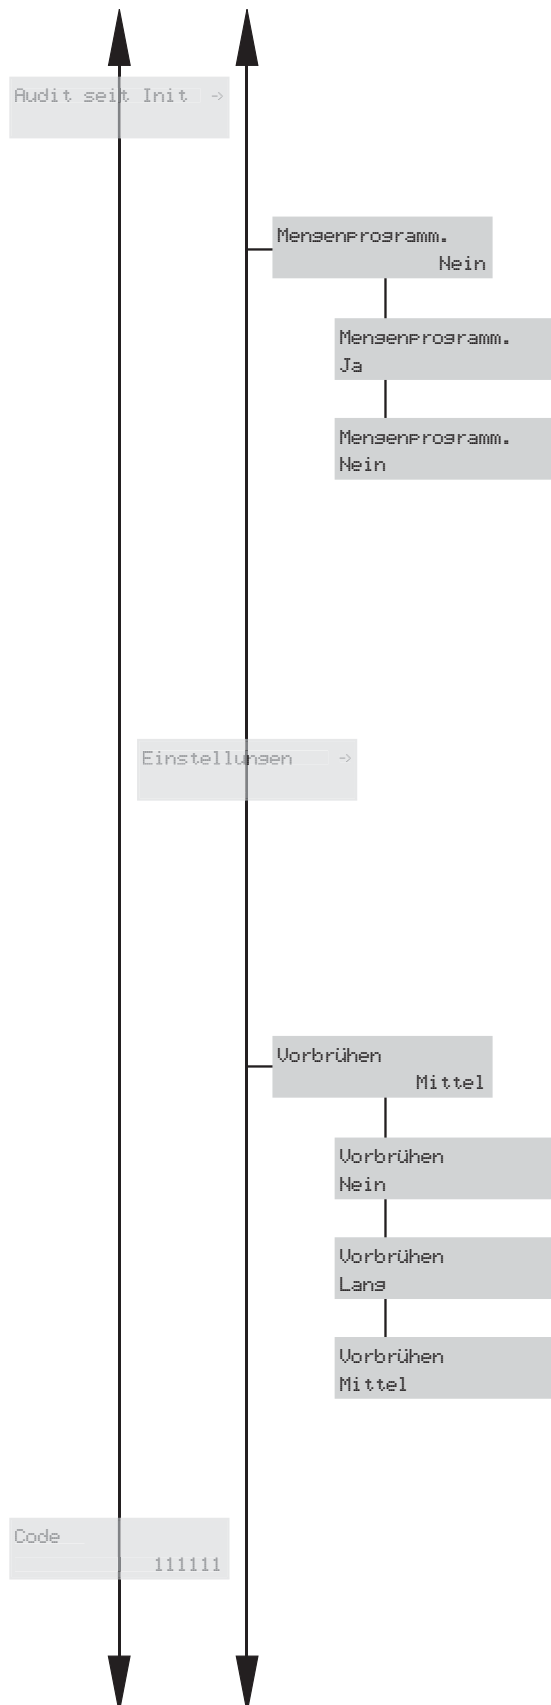 Audit seit Init ->
Mengenprogramm.
Nein
Mengenprogramm.
Ja
Mengenprogramm.
Nein
Einstellungen ->
Vorbrühen
Mittel
Vorbrühen
Nein
Vorbrühen
Lang
Vorbrühen
Mittel
Code
111111